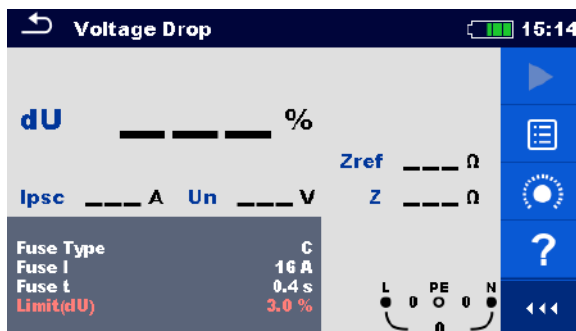 Voltage Drop 15:14
dU ___ %
Zref ___ Ω
Ipsc ___ A Un ___ V Z ___ Ω
Fuse Type C
Fuse I 16 A
Fuse t 0.4 s
Limit(dU) 3.0 %
?
L PE N
0 0
0